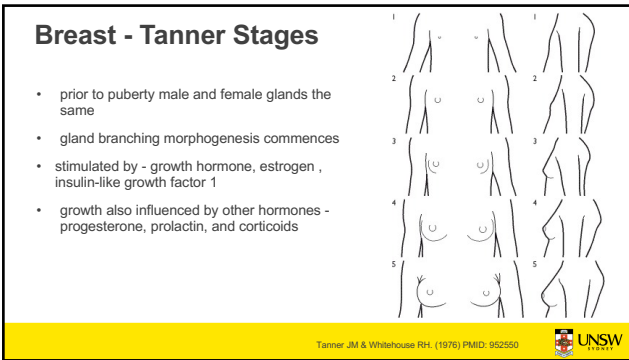 Breast - Tanner Stages
• prior to puberty male and female glands the
same
• gland branching morphogenesis commences
• stimulated by - growth hormone, estrogen ,
insulin-like growth factor 1
• growth also influenced by other hormones -
progesterone, prolactin, and corticoids
1
1
2
2
3
3
4
4
5
5
Tanner JM & Whitehouse RH. (1976) PMID: 952550
UNSW
SYDNEY